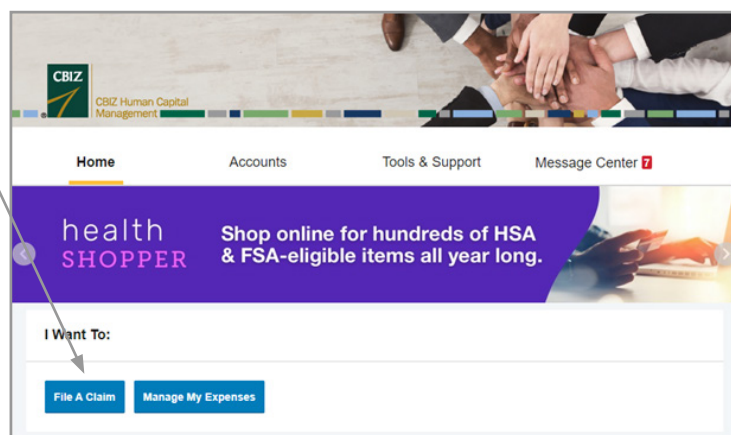 CBIZ
CBIZ Human Capital
Management
Home Accounts Tools & Support Message Center 7
health
SHOPPER
Shop online for hundreds of HSA
& FSA-eligible items all year long.
I Want To:
File A Claim Manage My Expenses